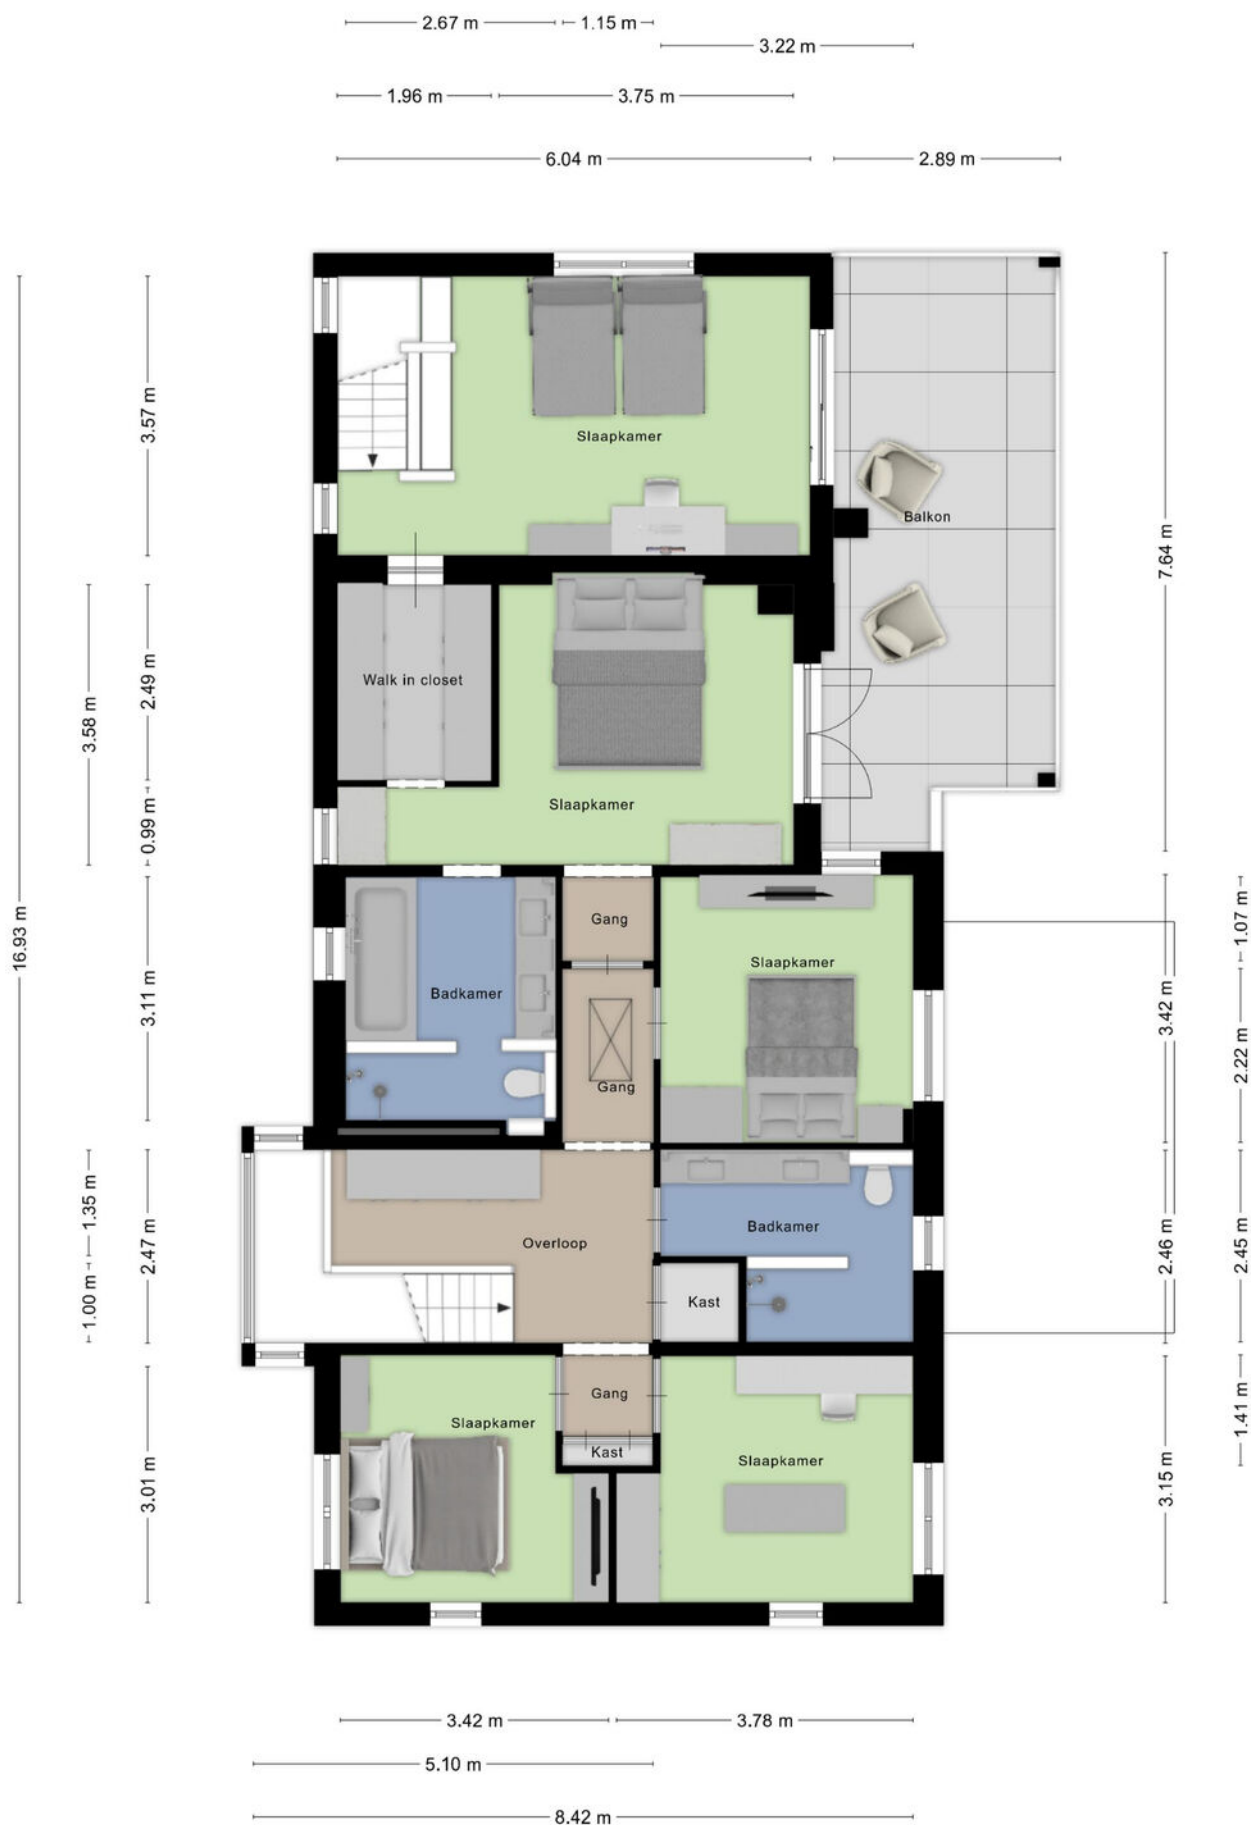 2.67 m
1.15 m
3.22 m
1.96 m
3.75 m
6.04 m
2.89 m
Slaapkamer
Balkon
Walk in closet
Slaapkamer
Gang
Slaapkamer
Badkamer
Gang
Badkamer
Overloop
Kast
Gang
Slaapkamer
Kast
Slaapkamer
16.93 m
3.58 m
1.35 m
1.00 m
3.57 m
2.49 m
0.99 m
3.11 m
2.47 m
3.01 m
7.64 m
3.42 m
2.46 m
3.15 m
1.07 m
2.22 m
2.45 m
1.41 m
3.42 m
3.78 m
5.10 m
8.42 m